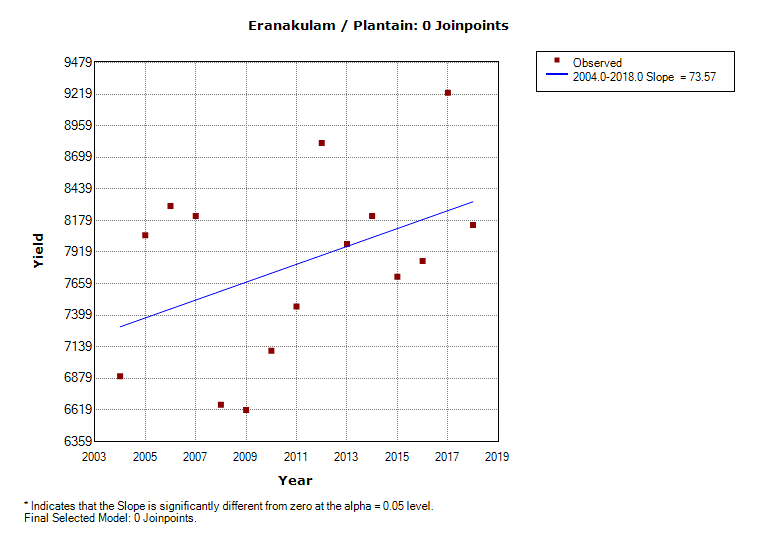 Eranakulam / Plantain: 0 Joinpoints
Observed
2004.0-2018.0 Slope = 73.57
9479
9219
8959
8699
8439
8179
7919
7659
7399
7139
6879
6619
6359
Yield
2003 2005 2007 2009 2011 2013 2015 2017 2019
Year
* Indicates that the Slope is significantly different from zero at the alpha = 0.05 level.
Final Selected Model: 0 Joinpoints.